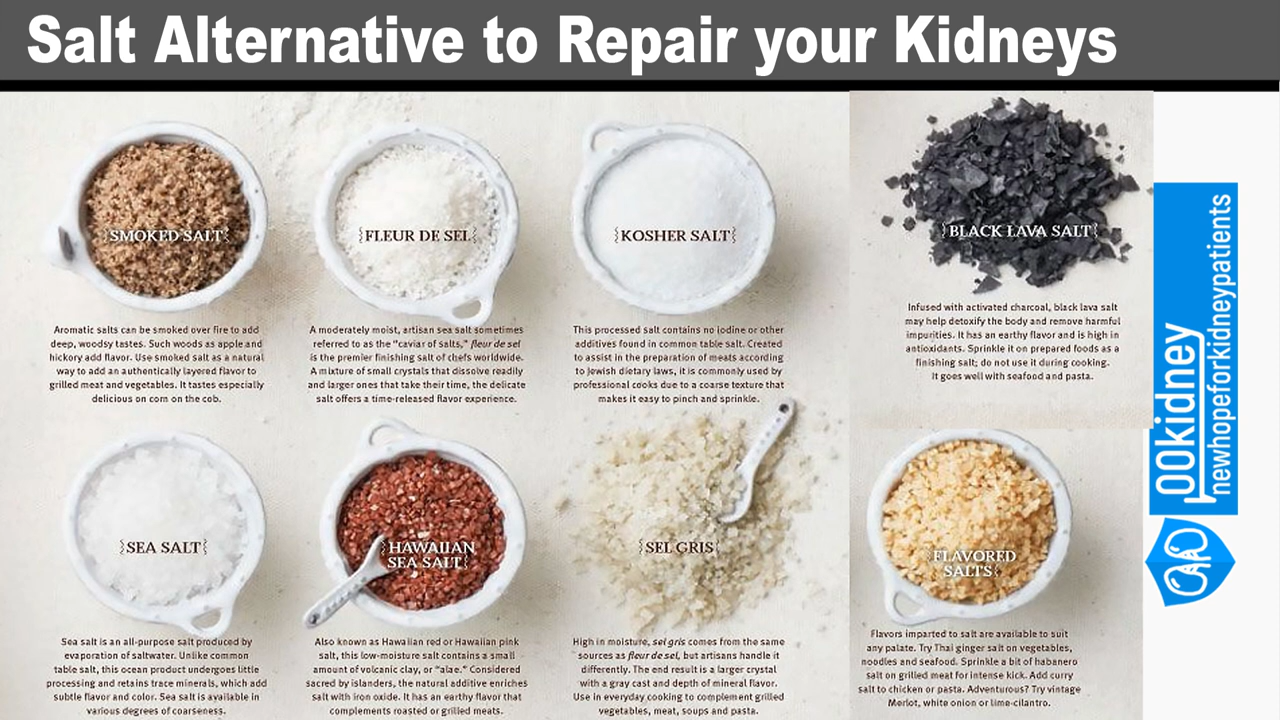 Salt Alternative to Repair your Kidneys
SMOKED SALT
Aromatic salts can be smoked over fire to add
deep, woodsy tastes. Such woods as apple and
hickory add flavor. Use smoked salt as a natural
way to add an authentically layered flavor to
grilled meat and vegetables. It tastes especially
delicious on corn on the cob.
FLEUR DE SEL
A moderately moist, artisan sea salt sometimes
referred to as the “caviar of salts,” fleur de sel
is the premier finishing salt of chefs worldwide.
A mixture of small crystals that dissolve readily
and larger ones that take their time, the delicate
salt offers a time-released flavor experience.
KOSHER SALT
This processed salt contains no iodine or other
additives found in common table salt. Created
to assist in the preparation of meats according
to Jewish dietary laws, it is commonly used by
professional cooks due to a coarse texture that
makes it easy to pinch and sprinkle.
BLACK LAVA SALT
Infused with activated charcoal, black lava salt
may help detoxify the body and remove harmful
impurities. It has an earthy flavor and is high in
antioxidants. Sprinkle it on prepared foods as a
finishing salt; do not use it during cooking.
It goes well with seafood and pasta.
SEA SALT
Sea salt is an all-purpose salt produced by
evaporation of saltwater. Unlike common
table salt, this ocean product undergoes little
processing and retains trace minerals, which add
subtle flavor and color. Sea salt is available in
various degrees of coarseness.
HAWAIIAN
SEA SALT
Also known as Hawaiian red or Hawaiian pink
salt, this low-moisture salt contains a small
amount of volcanic clay, or “alae.” Considered
sacred by islanders, the natural additive enriches
salt with iron oxide. It has an earthy flavor that
complements roasted or grilled meats.
SEL GRIS
High in moisture, sel gris comes from the same
sources as fleur de sel, but artisans handle it
differently. The end result is a larger crystal
with a gray cast and depth of mineral flavor.
Use in everyday cooking to complement grilled
vegetables, meat, soups and pasta.
FLAVORED
SALTS
Flavors imparted to salt are available to suit
any palate. Try Thai ginger salt on vegetables,
noodles and seafood. Sprinkle a bit of habanero
salt on grilled meat for intense kick. Add curry
salt to chicken or pasta. Adventurous? Try vintage
Merlot, white onion or lime-cilantro.
00kidney
newhopeforkidneypatients